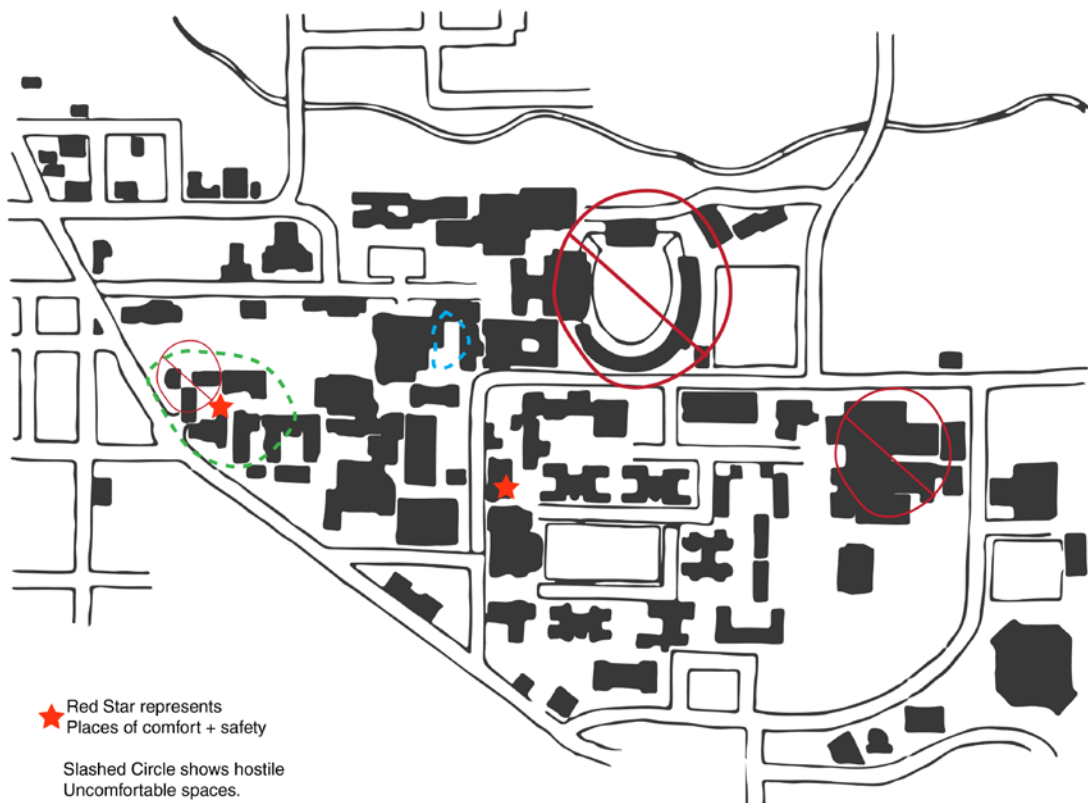 Red Star represents
Places of comfort + safety
Slashed Circle shows hostile
Uncomfortable spaces.